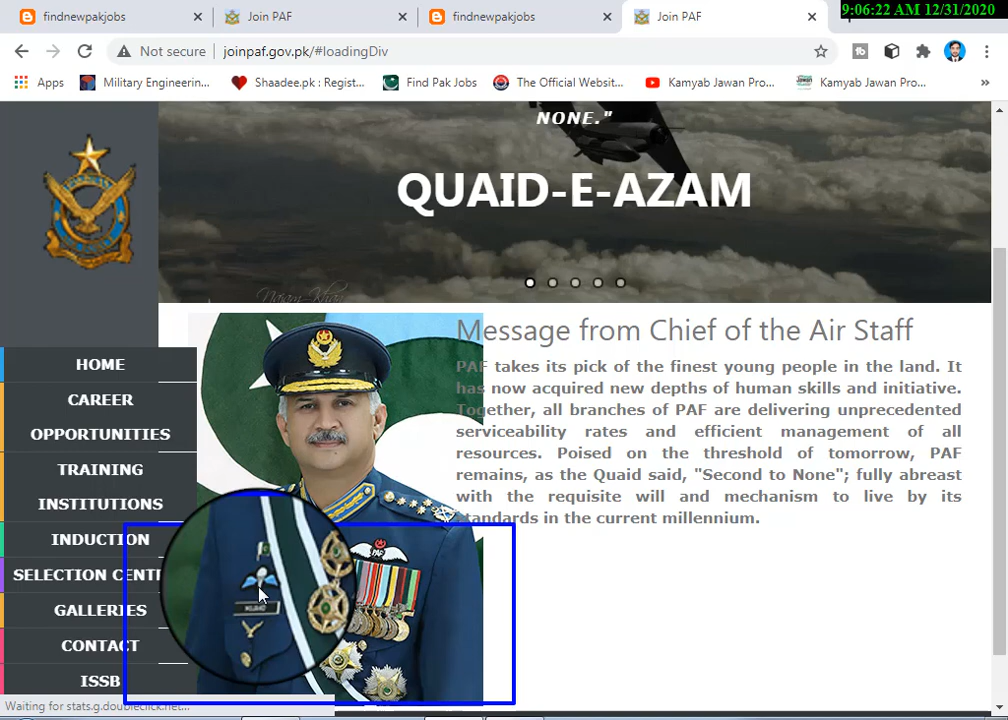 findnewpakjobs
Join PAF
findnewpakjobs
Join PAF
9:06:22 AM 12/31/2020
Not secure
joinpaf.gov.pk/#loadingDiv
Apps
Military Engineerin...
Shaadee.pk : Regist...
Find Pak Jobs
The Official Websit...
Kamyab Jawan Pro...
Kamyab Jawan Pro...
»
NONE."
QUAID-E-AZAM
HOME
CAREER
OPPORTUNITIES
TRAINING
INSTITUTIONS
INDUCTION
SELECTION CENT
GALLERIES
CONTACT
ISSB
Message from Chief of the Air Staff
PAF takes its pick of the finest young people in the land. It
has now acquired new depths of human skills and initiative.
Together, all branches of PAF are delivering unprecedented
serviceability rates and efficient management of all
resources. Poised on the threshold of tomorrow, PAF
remains, as the Quaid said, "Second to None"; fully abreast
with the requisite will and mechanism to live by its
standards in the current millennium.
Waiting for stats.g.doubleclick.net...